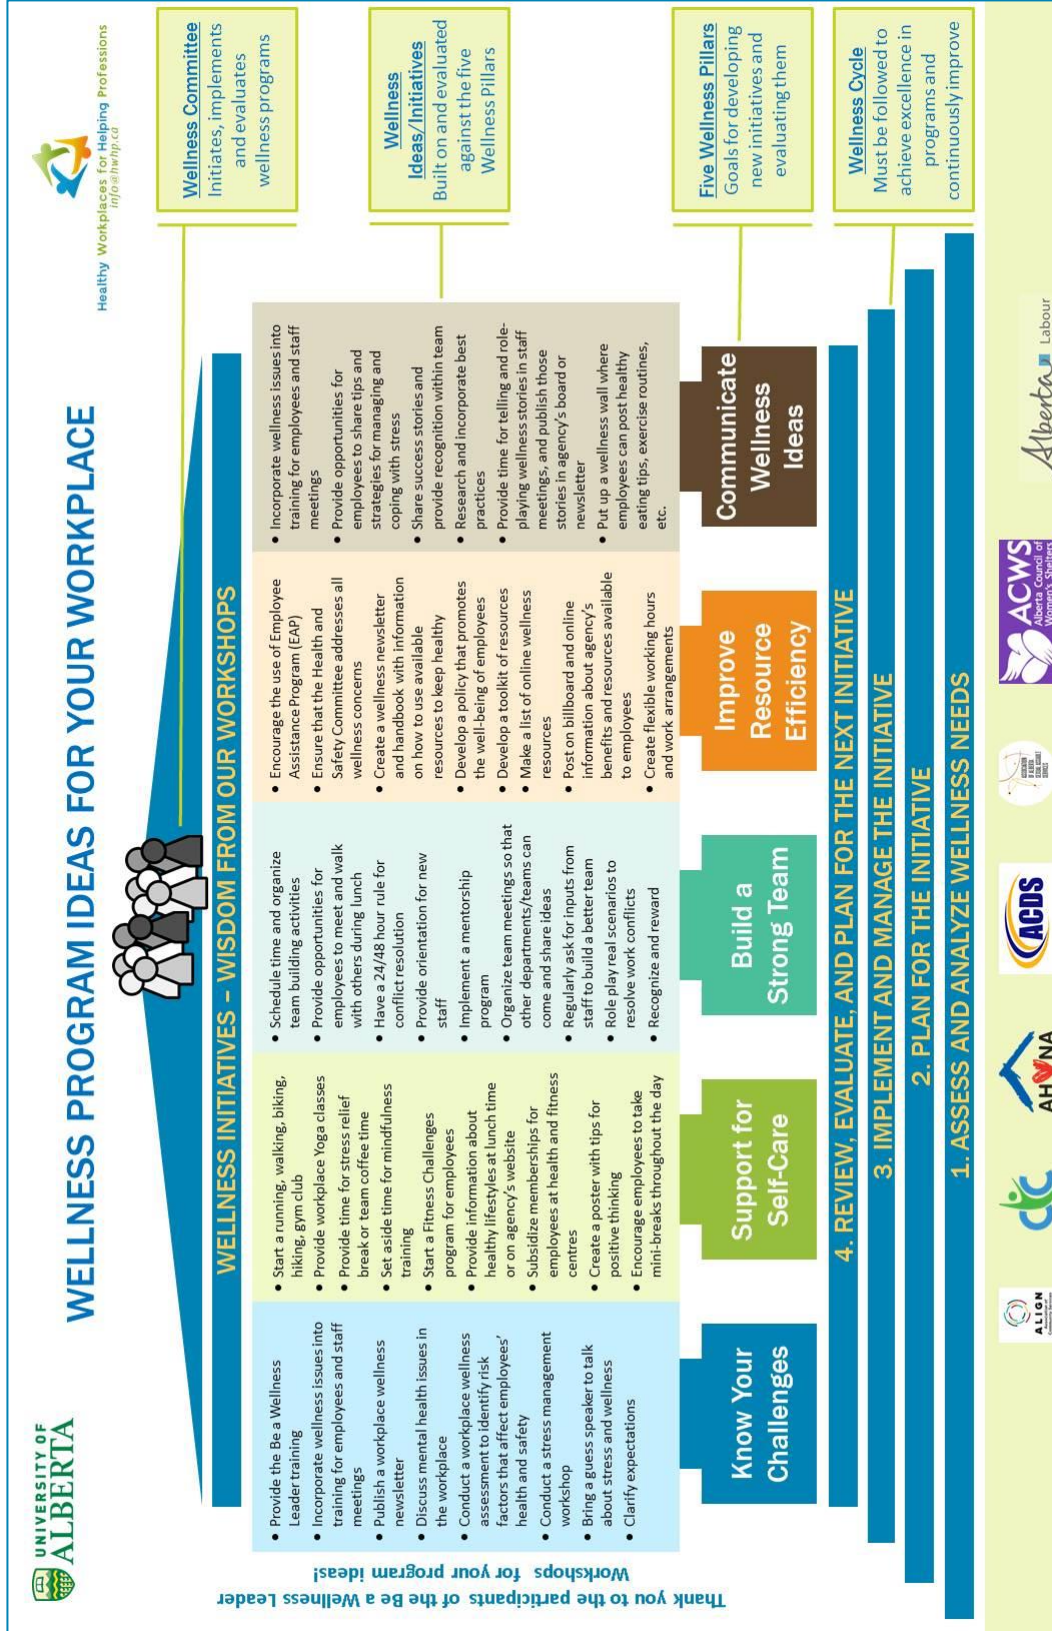 UNIVERSITY OF
ALBERTA
WELLNESS PROGRAM IDEAS FOR YOUR WORKPLACE
Healthy Workplaces for Helping Professions
info@hwhp.ca
WELLNESS INITIATIVES – WISDOM FROM OUR WORKSHOPS
Thank you to the participants of the Be a Wellness Leader
Workshops for your program ideas!
• Provide the Be a Wellness
Leader training
• Incorporate wellness issues into
training for employees and staff
meetings
• Publish a workplace wellness
newsletter
• Discuss mental health issues in
the workplace
• Conduct a workplace wellness
assessment to identify risk
factors that affect employees'
health and safety
• Conduct a stress management
workshop
• Bring a guess speaker to talk
about stress and wellness
• Clarify expectations
Know Your
Challenges
• Start a running, walking, biking,
hiking, gym club
• Provide workplace Yoga classes
• Provide time for stress relief
break or team coffee time
• Set aside time for mindfulness
training
• Start a Fitness Challenges
program for employees
• Provide information about
healthy lifestyles at lunch time
or on agency's website
• Subsidize memberships for
employees at health and fitness
centres
• Create a poster with tips for
positive thinking
• Encourage employees to take
mini-breaks throughout the day
Support for
Self-Care
• Schedule time and organize
team building activities
• Provide opportunities for
employees to meet and walk
with others during lunch
• Have a 24/48 hour rule for
conflict resolution
• Provide orientation for new
staff
• Implement a mentorship
program
• Organize team meetings so that
other departments/teams can
come and share ideas
• Regularly ask for inputs from
staff to build a better team
• Role play real scenarios to
resolve work conflicts
• Recognize and reward
Build a
Strong Team
• Encourage the use of Employee
Assistance Program (EAP)
• Ensure that the Health and
Safety Committee addresses all
wellness concerns
• Create a wellness newsletter
and handbook with information
on how to use available
resources to keep healthy
• Develop a policy that promotes
the well-being of employees
• Develop a toolkit of resources
• Make a list of online wellness
resources
• Post on billboard and online
information about agency's
benefits and resources available
to employees
• Create flexible working hours
and work arrangements
Improve
Resource
Efficiency
• Incorporate wellness issues into
training for employees and staff
meetings
• Provide opportunities for
employees to share tips and
strategies for managing and
coping with stress
• Share success stories and
provide recognition within team
• Research and incorporate best
practices
• Provide time for telling and role-
playing wellness stories in staff
meetings, and publish those
stories in agency's board or
newsletter
• Put up a wellness wall where
employees can post healthy
eating tips, exercise routines,
etc.
Communicate
Wellness
Ideas
Wellness Committee
Initiates, implements
and evaluates
wellness programs
Wellness
Ideas/Initiatives
Built on and evaluated
against the five
Wellness Pillars
Five Wellness Pillars
Goals for developing
new initiatives and
evaluating them
Wellness Cycle
Must be followed to
achieve excellence in
programs and
continuously improve
4. REVIEW, EVALUATE, AND PLAN FOR THE NEXT INITIATIVE
3. IMPLEMENT AND MANAGE THE INITIATIVE
2. PLAN FOR THE INITIATIVE
1. ASSESS AND ANALYZE WELLNESS NEEDS
ALIGN
ACDS
ACWS
Alberta Council of
Women's Shelters
Alberta Labour